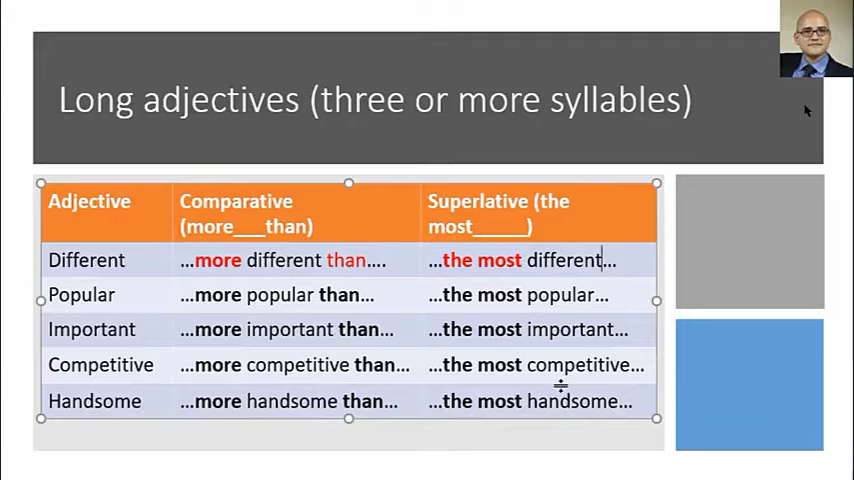 Long adjectives (three or more syllables)
Adjective
Comparative
(more___than)
Superlative (the
most_____)
Different
...more different than....
...the most different...
Popular
...more popular than...
...the most popular...
Important
...more important than...
...the most important...
Competitive
...more competitive than...
...the most competitive...
Handsome
...more handsome than...
...the most handsome...